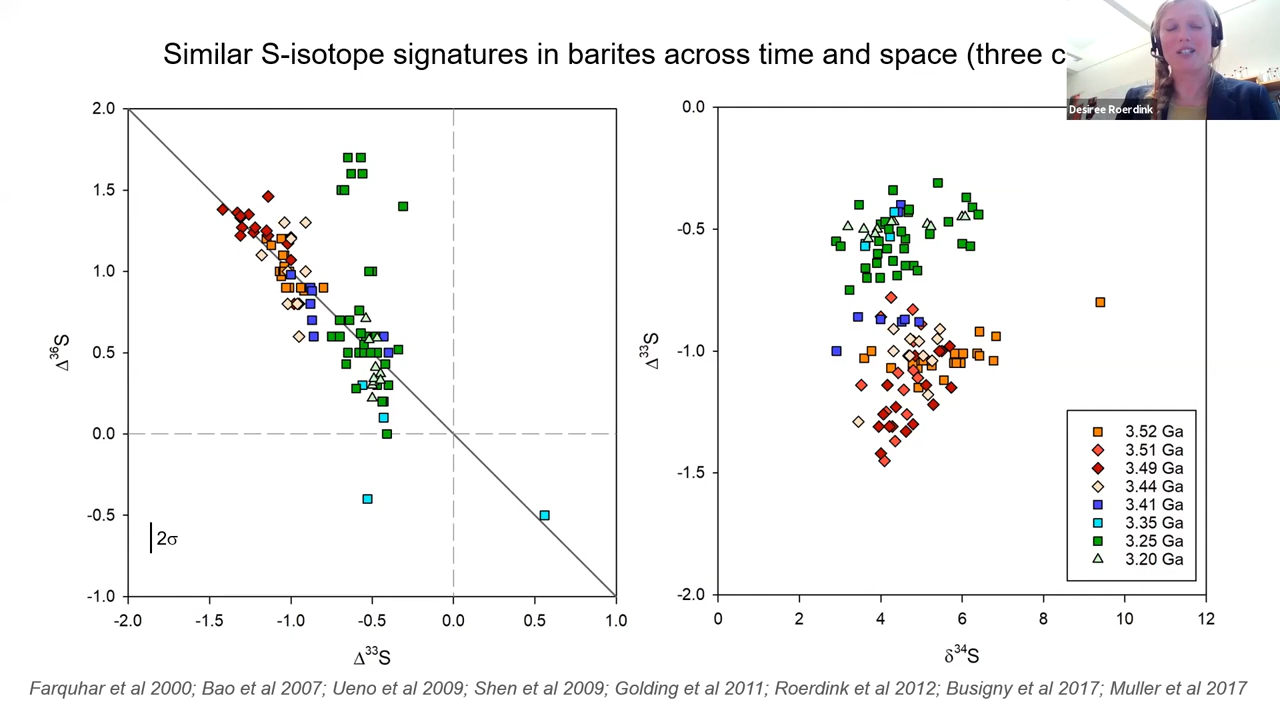 Similar S-isotope signatures in barites across time and space (three c
Desiree Roerdink
2.0
1.5
1.0
0.5
0.0
-0.5
-1.0
Δ³⁶S
2σ
-2.0 -1.5 -1.0 -0.5 0.0 0.5 1.0
Δ³³S
0.0
-0.5
-1.0
-1.5
-2.0
Δ³³S
0 2 4 6 8 10 12
δ³⁴S
3.52 Ga
3.51 Ga
3.49 Ga
3.44 Ga
3.41 Ga
3.35 Ga
3.25 Ga
3.20 Ga
Farquhar et al 2000; Bao et al 2007; Ueno et al 2009; Shen et al 2009; Golding et al 2011; Roerdink et al 2012; Busigny et al 2017; Muller et al 2017